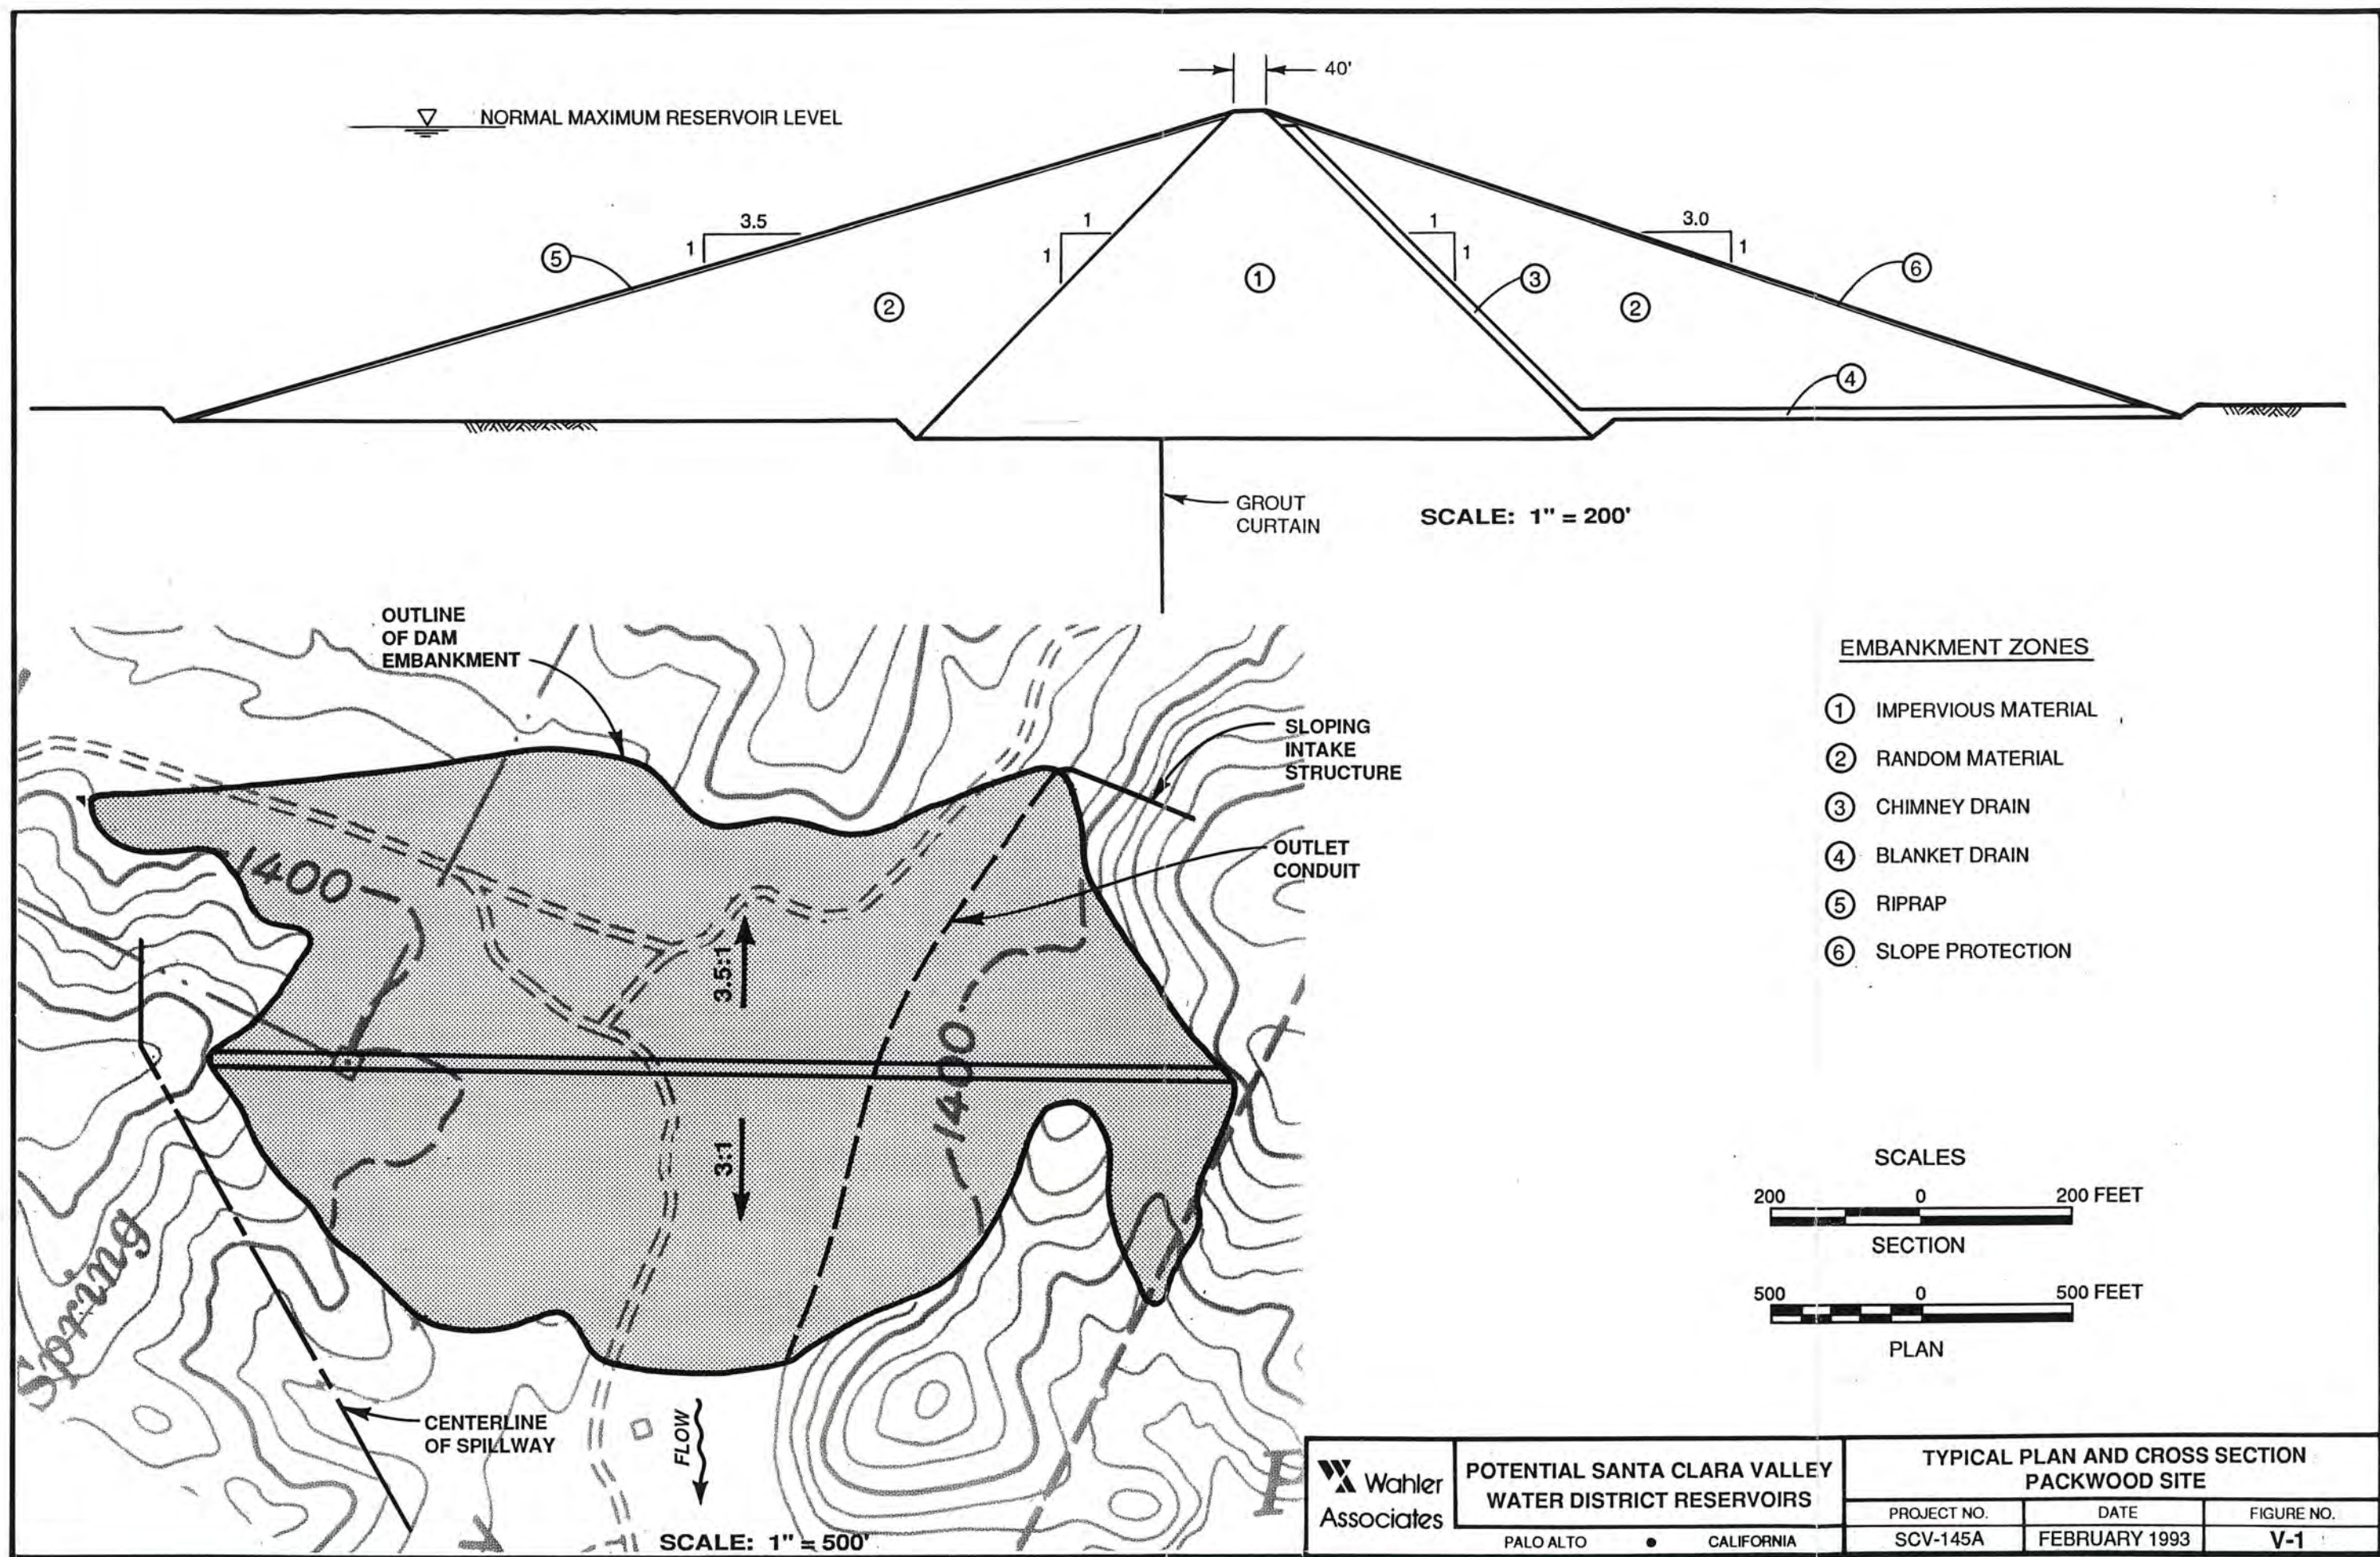 40'
NORMAL MAXIMUM RESERVOIR LEVEL
3.5
1
1
1
1
1
3.0
1
5
2
1
3
2
6
4
GROUT
CURTAIN
SCALE: 1" = 200'
OUTLINE
OF DAM
EMBANKMENT
SLOPING
INTAKE
STRUCTURE
OUTLET
CONDUIT
1400
3.5:1
1400
3:1
Spring
CENTERLINE
OF SPILLWAY
FLOW
P
SCALE: 1" = 500'
EMBANKMENT ZONES
1 IMPERVIOUS MATERIAL
2 RANDOM MATERIAL
3 CHIMNEY DRAIN
4 BLANKET DRAIN
5 RIPRAP
6 SLOPE PROTECTION
SCALES
200 0 200 FEET
SECTION
500 0 500 FEET
PLAN
Wahler
Associates
POTENTIAL SANTA CLARA VALLEY
WATER DISTRICT RESERVOIRS
PALO ALTO ● CALIFORNIA
TYPICAL PLAN AND CROSS SECTION
PACKWOOD SITE
PROJECT NO. DATE FIGURE NO.
SCV-145A FEBRUARY 1993 V-1